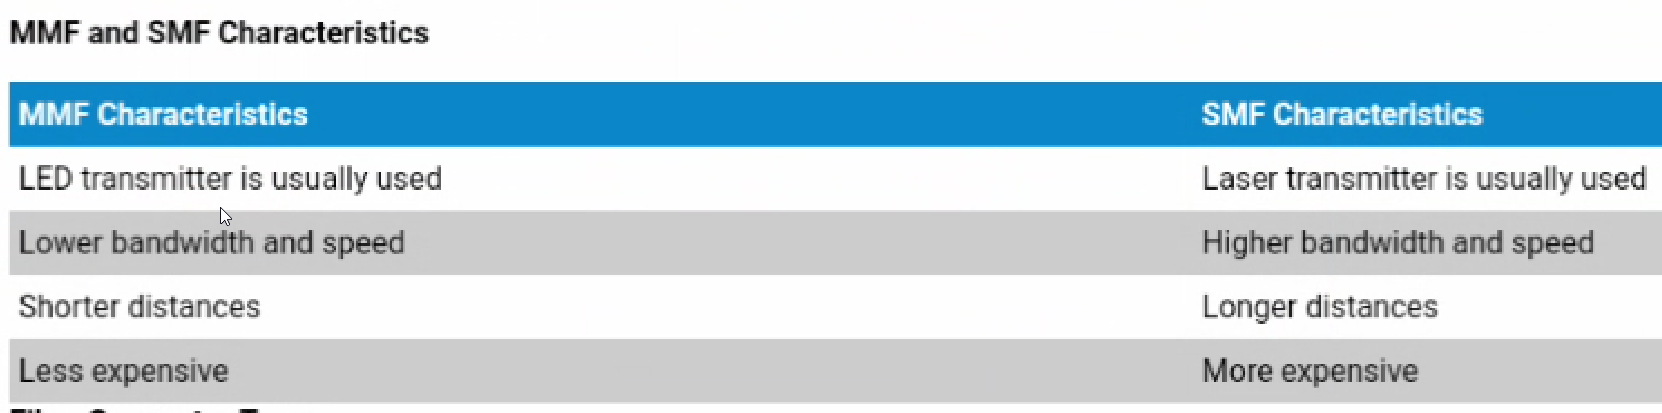 MMF and SMF Characteristics
MMF Characteristics SMF Characteristics
LED transmitter is usually used Laser transmitter is usually used
Lower bandwidth and speed Higher bandwidth and speed
Shorter distances Longer distances
Less expensive More expensive